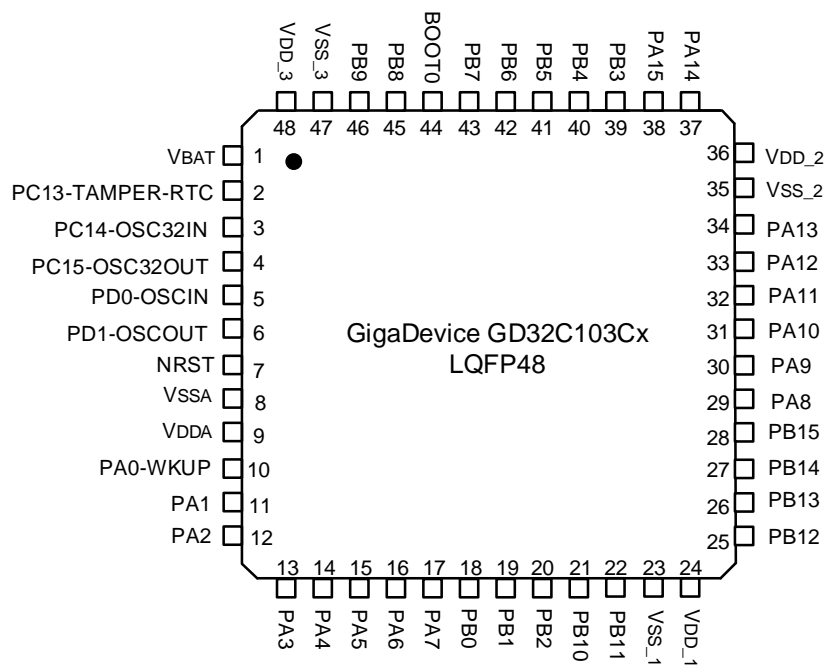 VDD_3
VSS_3
PB9
PB8
BOOT0
PB7
PB6
PB5
PB4
PB3
PA15
PA14
48 47 46 45 44 43 42 41 40 39 38 37
VBAT 1
PC13-TAMPER-RTC 2
PC14-OSC32IN 3
PC15-OSC32OUT 4
PD0-OSCIN 5
PD1-OSCOUT 6
NRST 7
VSSA 8
VDDA 9
PA0-WKUP 10
PA1 11
PA2 12
GigaDevice GD32C103Cx
LQFP48
36 VDD_2
35 VSS_2
34 PA13
33 PA12
32 PA11
31 PA10
30 PA9
29 PA8
28 PB15
27 PB14
26 PB13
25 PB12
13 14 15 16 17 18 19 20 21 22 23 24
PA3
PA4
PA5
PA6
PA7
PB0
PB1
PB2
PB10
PB11
VSS_1
VDD_1